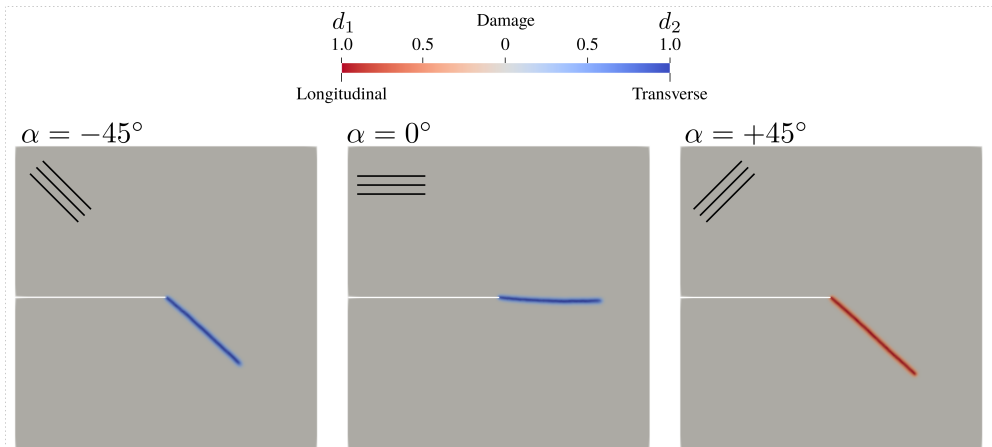 Damage
d₁ d₂
1.0 0.5 0 0.5 1.0
Longitudinal Transverse
α = −45° α = 0° α = +45°